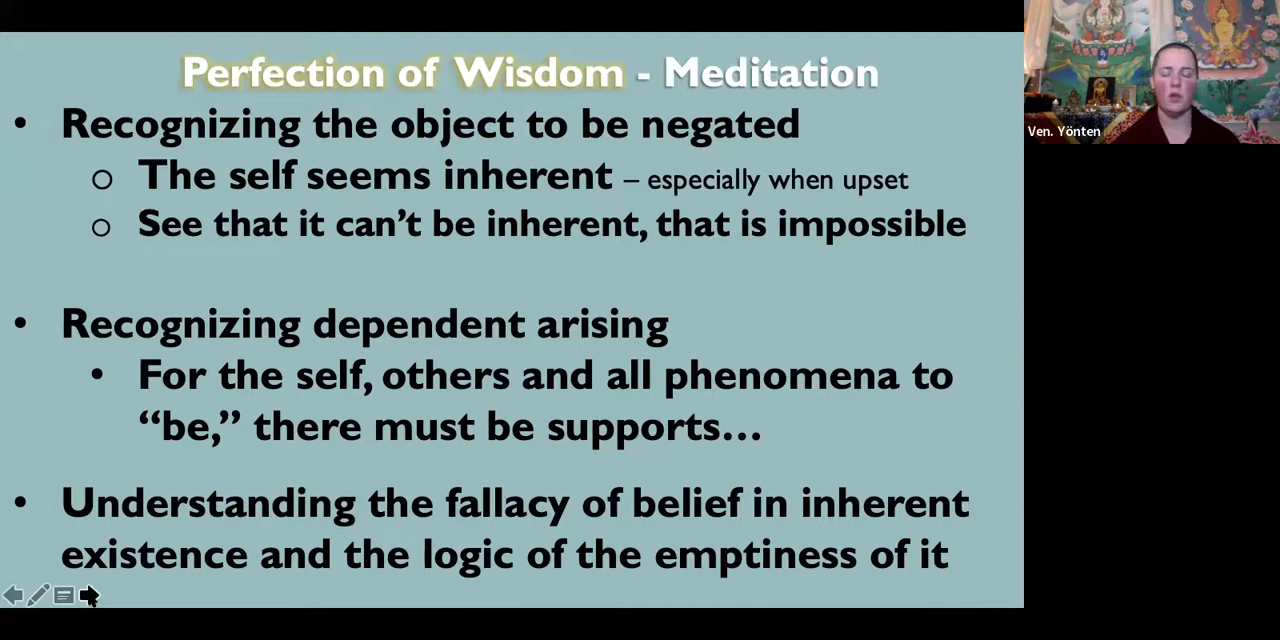 Perfection of Wisdom - Meditation
• Recognizing the object to be negated
o The self seems inherent – especially when upset
o See that it can’t be inherent, that is impossible
• Recognizing dependent arising
• For the self, others and all phenomena to
“be,” there must be supports…
• Understanding the fallacy of belief in inherent
existence and the logic of the emptiness of it
Ven. Yönten